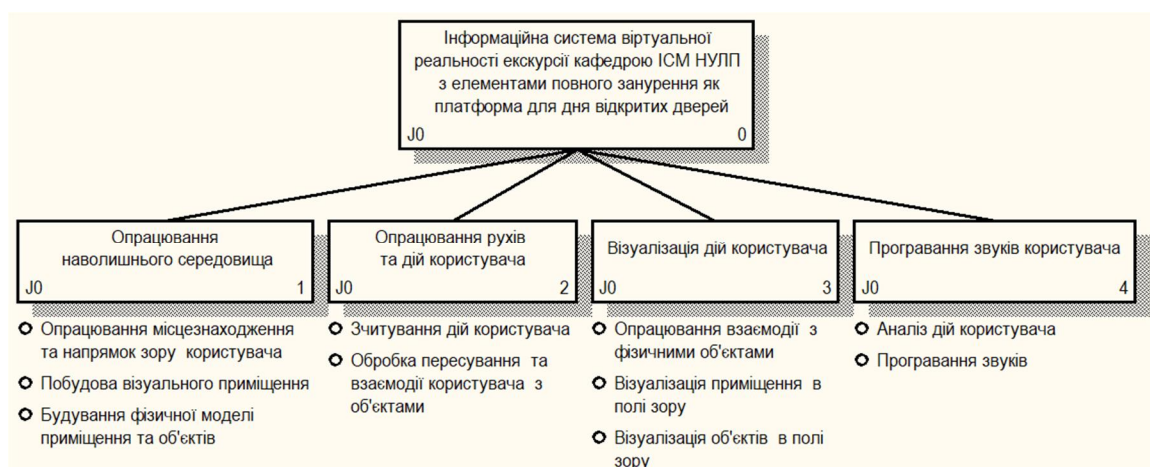 Інформаційна система віртуальної
реальності екскурсії кафедрою ІСМ НУЛП
з елементами повного занурення як
платформа для дня відкритих дверей
J0 0
Опрацювання
наволишнього середовища
J0 1
Опрацювання місцезнаходження
та напрямок зору користувача
Побудова візуального приміщення
Будування фізичної моделі
приміщення та об'єктів
Опрацювання рухів
та дій користувача
J0 2
Зчитування дій користувача
Обробка пересування та
взаємодії користувача з
об'єктами
Візуалізація дій користувача
J0 3
Опрацювання взаємодії з
фізичними об'єктами
Візуалізація приміщення в
полі зору
Візуалізація об'єктів в полі
зору
Програвання звуків користувача
J0 4
Аналіз дій користувача
Програвання звуків